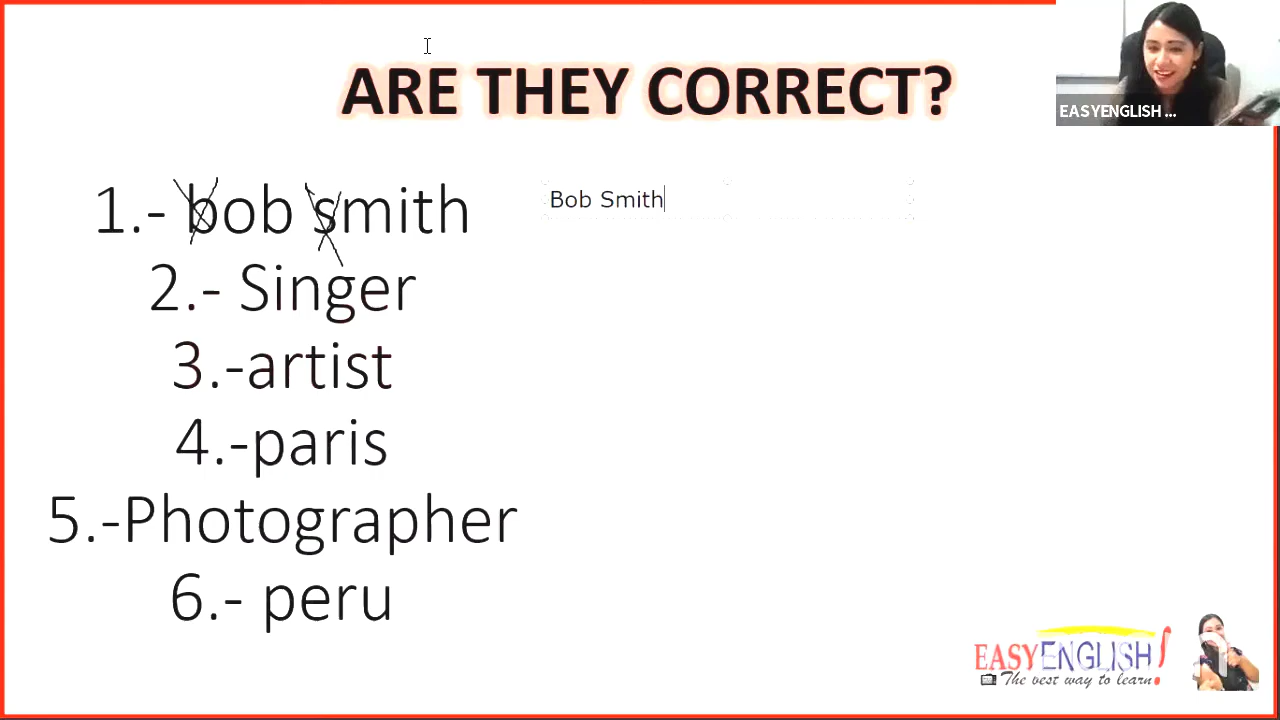 ARE THEY CORRECT?
EASYENGLISH ...
1.- bob smith
Bob Smith
2.- Singer
3.-artist
4.-paris
5.-Photographer
6.- peru
EASYENGLISH!
The vest way to learn